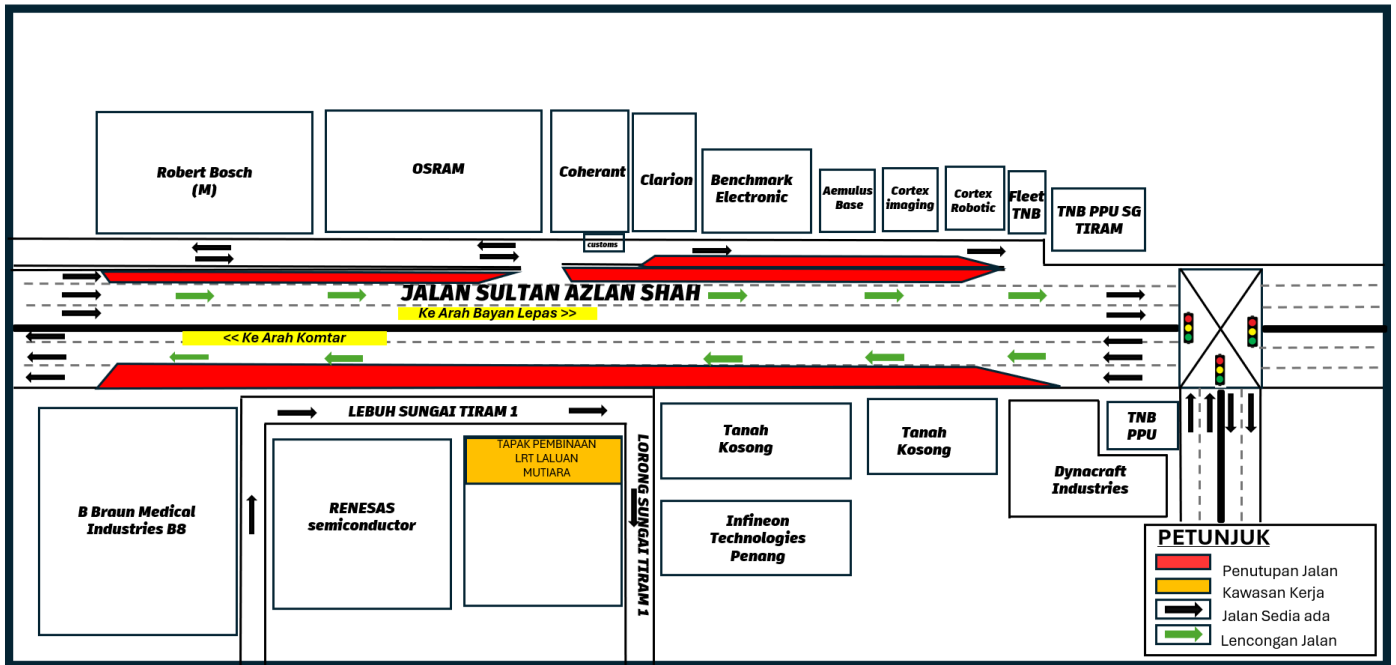 Robert Bosch
(M)
OSRAM
Coherant
Clarion
Benchmark
Electronic
Aemulus
Base
Cortex
imaging
Cortex
Robotic
Fleet
TNB
TNB PPU SG
TIRAM
customs
JALAN SULTAN AZLAN SHAH
Ke Arah Bayan Lepas >>
<< Ke Arah Komtar
LEBUH SUNGAI TIRAM 1
LORONG SUNGAI TIRAM 1
TAPAK PEMBINAAN
LRT LALUAN
MUTIARA
B Braun Medical
Industries B8
RENESAS
semiconductor
Tanah
Kosong
Tanah
Kosong
Infineon
Technologies
Penang
Dynacraft
Industries
TNB
PPU
PETUNJUK
Penutupan Jalan
Kawasan Kerja
Jalan Sedia ada
Lencongan Jalan